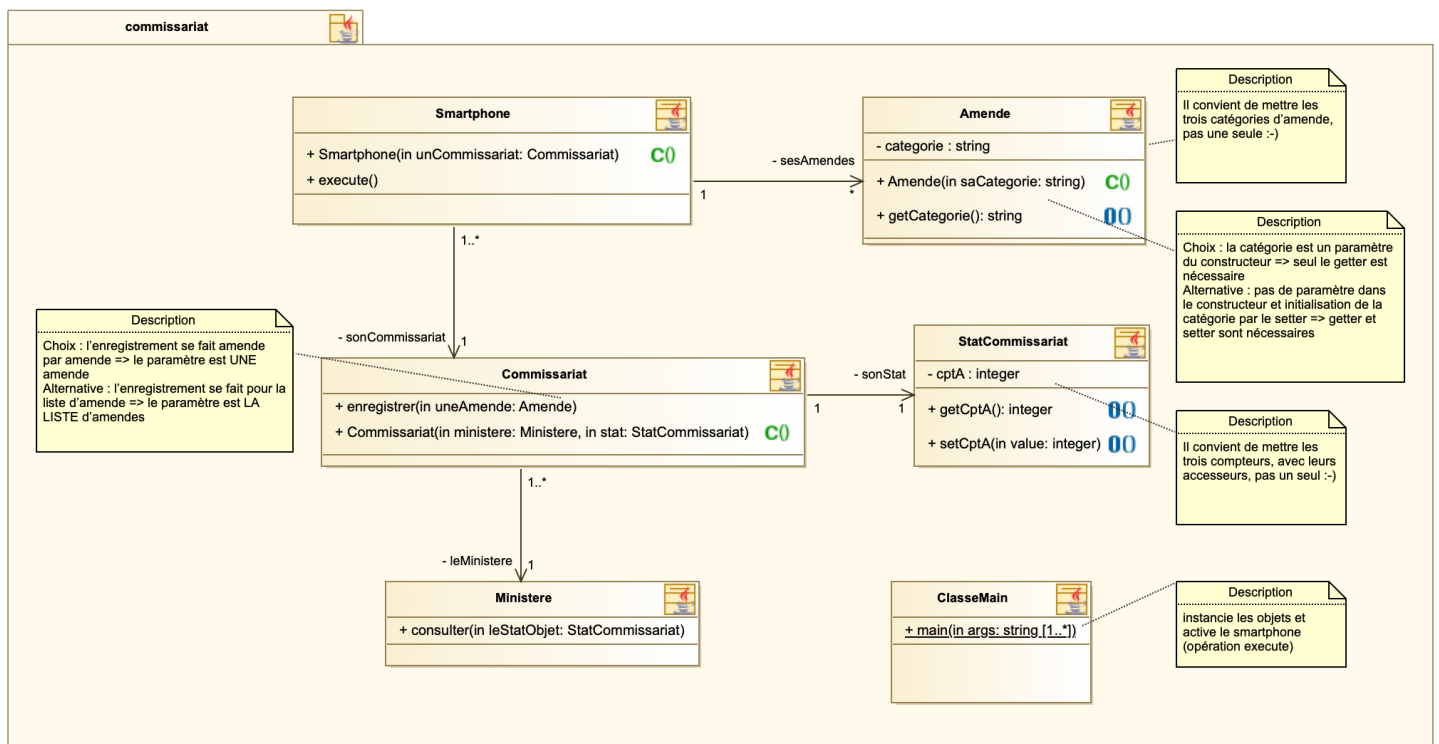 commissariat
Smartphone
+ Smartphone(in unCommissariat: Commissariat)
C()
+ execute()
- sesAmendes
1
*
Amende
- categorie : string
+ Amende(in saCategorie: string)
C()
+ getCategorie(): string
()()
Description
Il convient de mettre les
trois catégories d'amende,
pas une seule :-)
Description
Choix : la catégorie est un paramètre
du constructeur => seul le getter est
nécessaire
Alternative : pas de paramètre dans
le constructeur et initialisation de la
catégorie par le setter => getter et
setter sont nécessaires
1..*
- sonCommissariat
1
Description
Choix : l'enregistrement se fait amende
par amende => le paramètre est UNE
amende
Alternative : l'enregistrement se fait pour la
liste d'amende => le paramètre est LA
LISTE d'amendes
Commissariat
+ enregistrer(in uneAmende: Amende)
+ Commissariat(in ministere: Ministere, in stat: StatCommissariat)
C()
- sonStat
1
1
StatCommissariat
- cptA : integer
+ getCptA(): integer
()()
+ setCptA(in value: integer)
()()
Description
Il convient de mettre les
trois compteurs, avec leurs
accesseurs, pas un seul :-)
1..*
- leMinistere
1
Ministere
+ consulter(in leStatObjet: StatCommissariat)
ClasseMain
+ main(in args: string [1..*])
Description
instancie les objets et
active le smartphone
(opération execute)